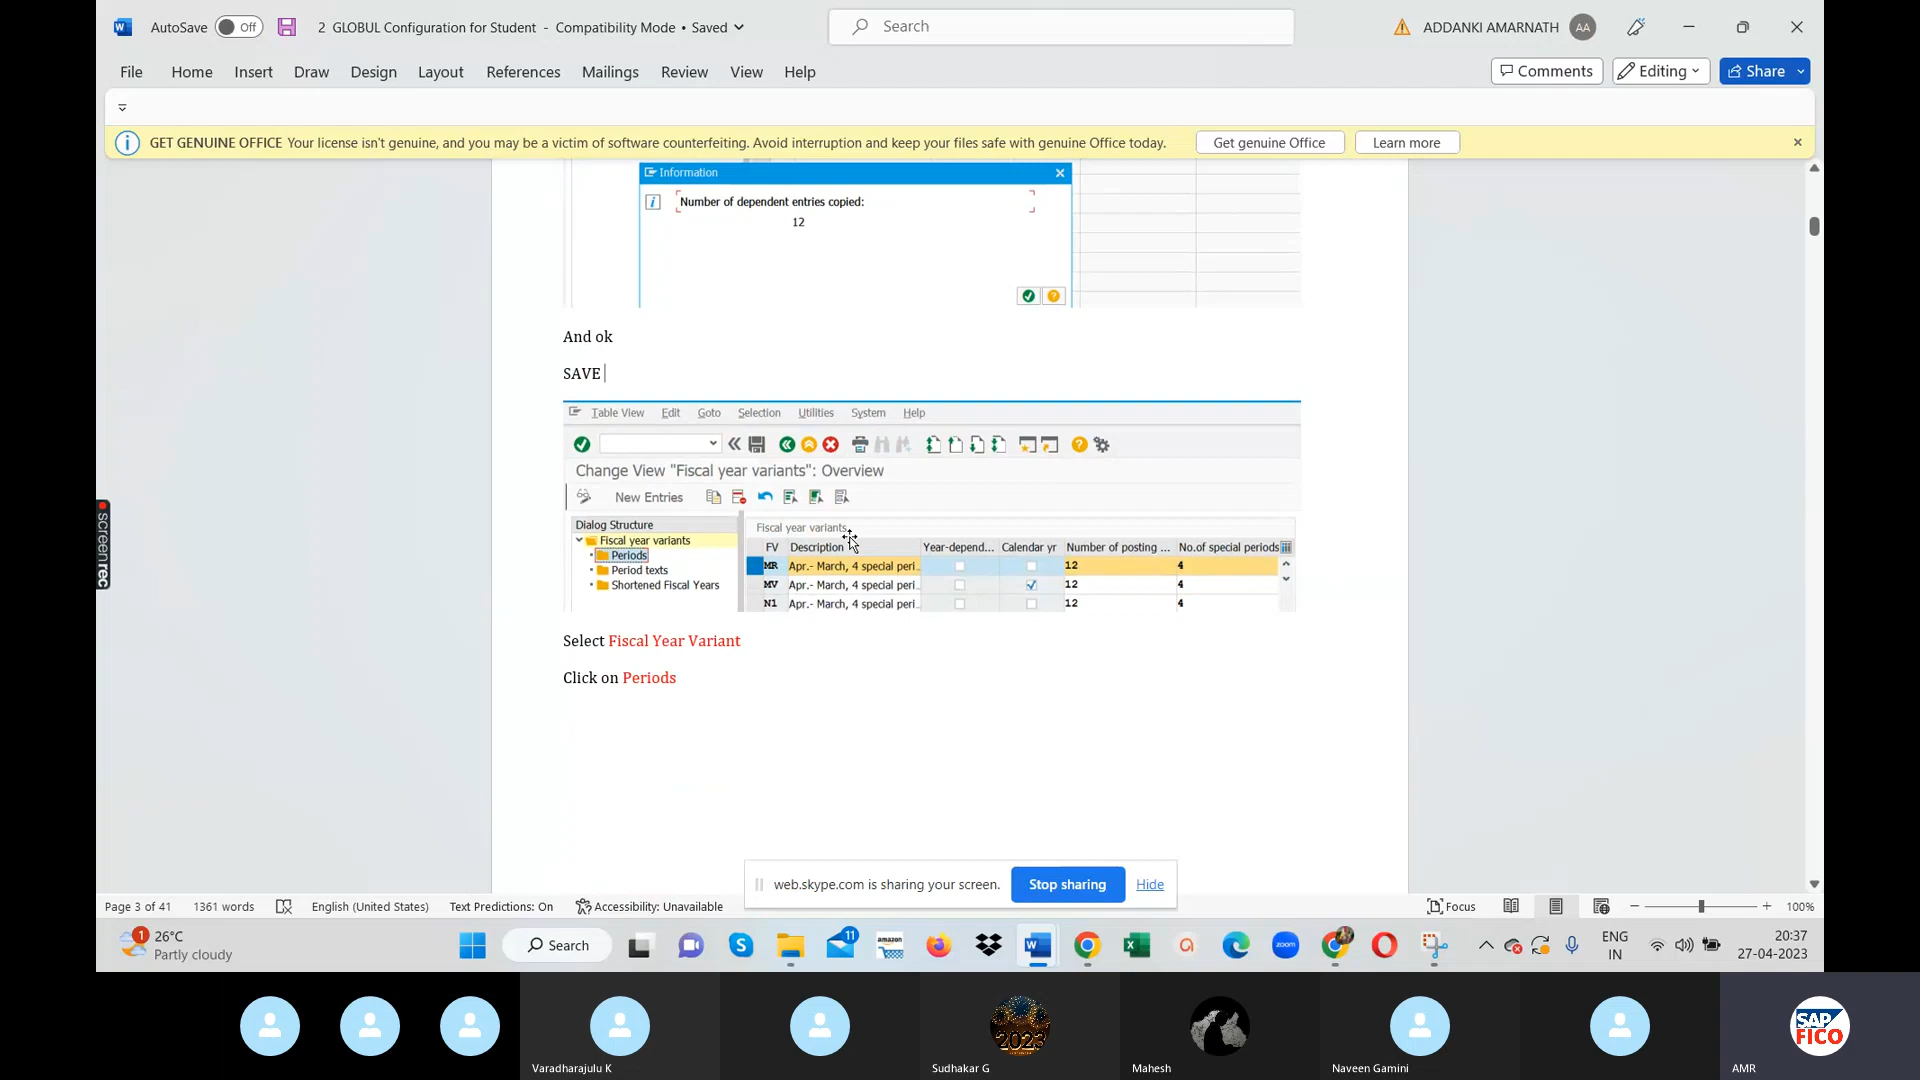 AutoSave Off 2 GLOBUL Configuration for Student - Compatibility Mode • Saved Search ADDANKI AMARNATH AA
File Home Insert Draw Design Layout References Mailings Review View Help Comments Editing Share
GET GENUINE OFFICE Your license isn't genuine, and you may be a victim of software counterfeiting. Avoid interruption and keep your files safe with genuine Office today. Get genuine Office Learn more
Information
Number of dependent entries copied:
12
And ok
SAVE
Table View Edit Goto Selection Utilities System Help
Change View "Fiscal year variants": Overview
New Entries
Dialog Structure
Fiscal year variants
Periods
Period texts
Shortened Fiscal Years
Fiscal year variants
FV Description Year-depend... Calendar yr Number of posting ... No.of special periods
MR Apr.- March, 4 special peri.. 12 4
MV Apr.- March, 4 special peri.. 12 4
N1 Apr.- March, 4 special peri.. 12 4
Select Fiscal Year Variant
Click on Periods
screenrec
web.skype.com is sharing your screen. Stop sharing Hide
Page 3 of 41 1361 words English (United States) Text Predictions: On Accessibility: Unavailable Focus 100%
1 26°C
Partly cloudy
Search
11
amazon
zoom
ENG
IN
20:37
27-04-2023
2023
SAP
FICO
Varadharajulu K Sudhakar G Mahesh Naveen Gamini AMR